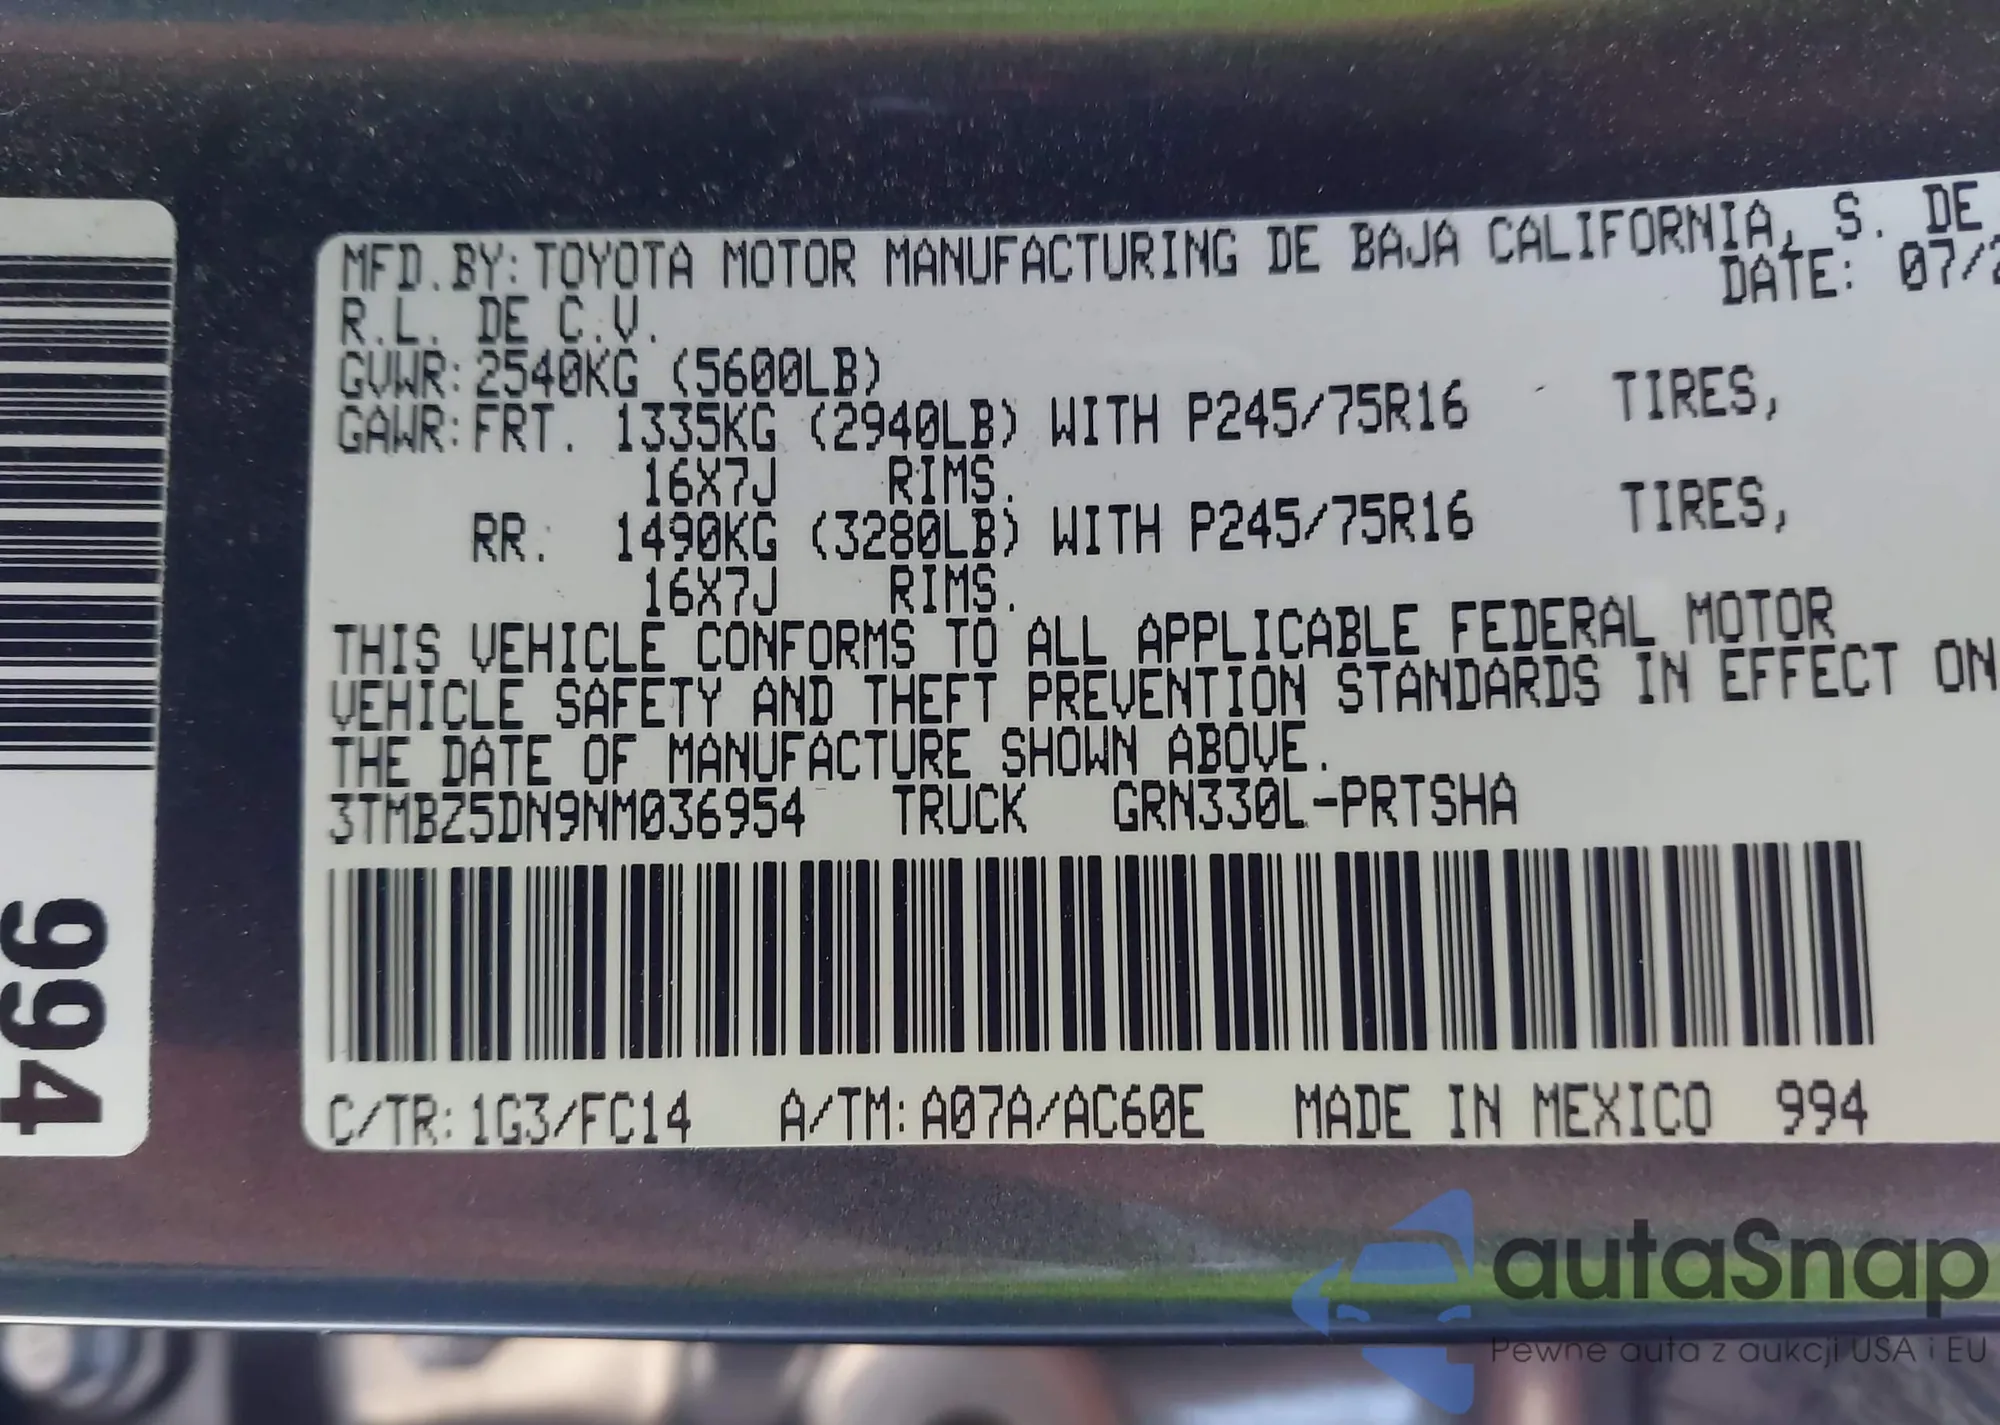 MFD.BY: TOYOTA MOTOR MANUFACTURING DE BAJA CALIFORNIA, S. DE
R.L. DE C.V.
DATE: 07/2
GVWR: 2540KG (5600LB)
GAWR: FRT. 1335KG (2940LB) WITH P245/75R16 TIRES,
16X7J RIMS.
RR: 1490KG (3280LB) WITH P245/75R16 TIRES,
16X7J RIMS.
THIS VEHICLE CONFORMS TO ALL APPLICABLE FEDERAL MOTOR
VEHICLE SAFETY AND THEFT PREVENTION STANDARDS IN EFFECT ON
THE DATE OF MANUFACTURE SHOWN ABOVE.
3TMBZ5DN9NM036954 TRUCK GRN330L-PRTSHA
C/TR: 1G3/FC14 A/TM: A07A/AC60E MADE IN MEXICO 994
994
autaSnap
Pewne auta z aukcji USA i EU